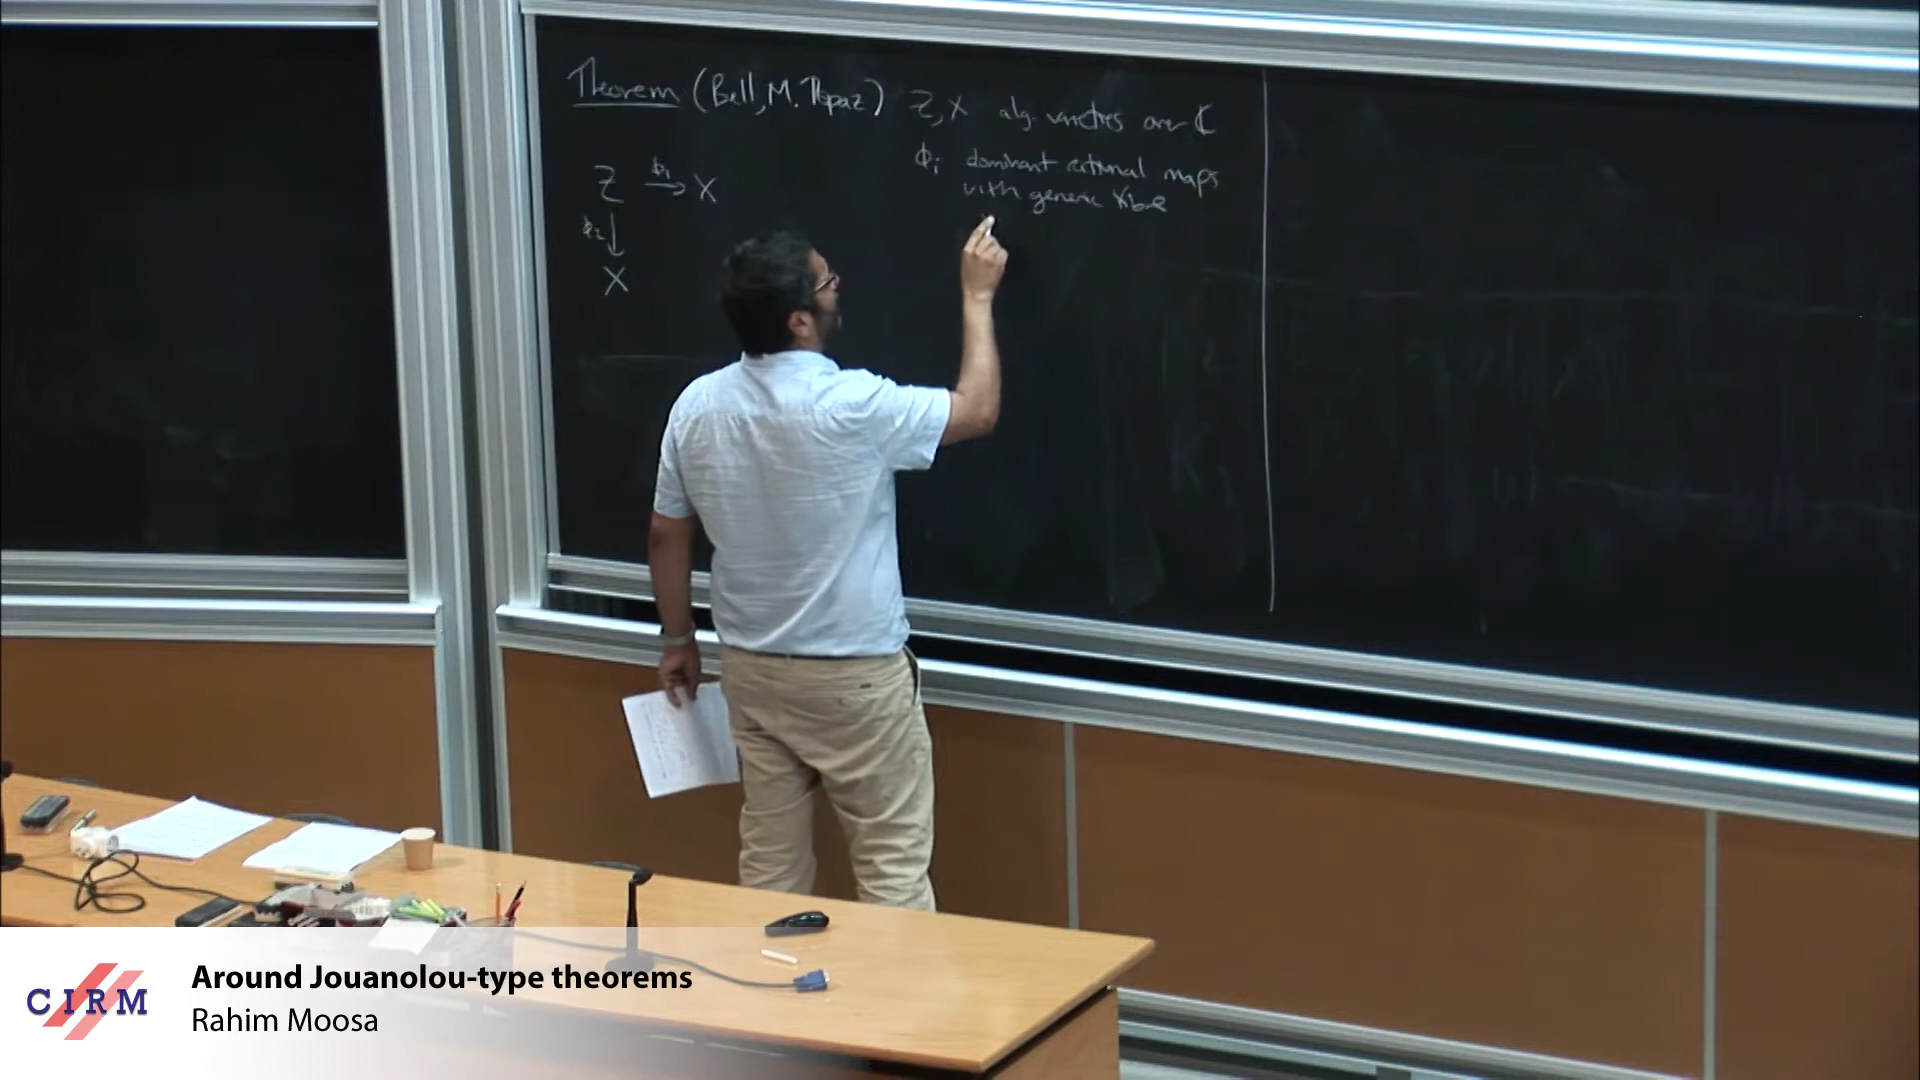 Theorem (Bell, M. Topaz) Z, X alg. varieties over ℂ
ϕᵢ dominant rational maps
with generic fibre
Z ϕ₁ → X
ϕ₂ ↓
X
CIRM
Around Jouanolou-type theorems
Rahim Moosa